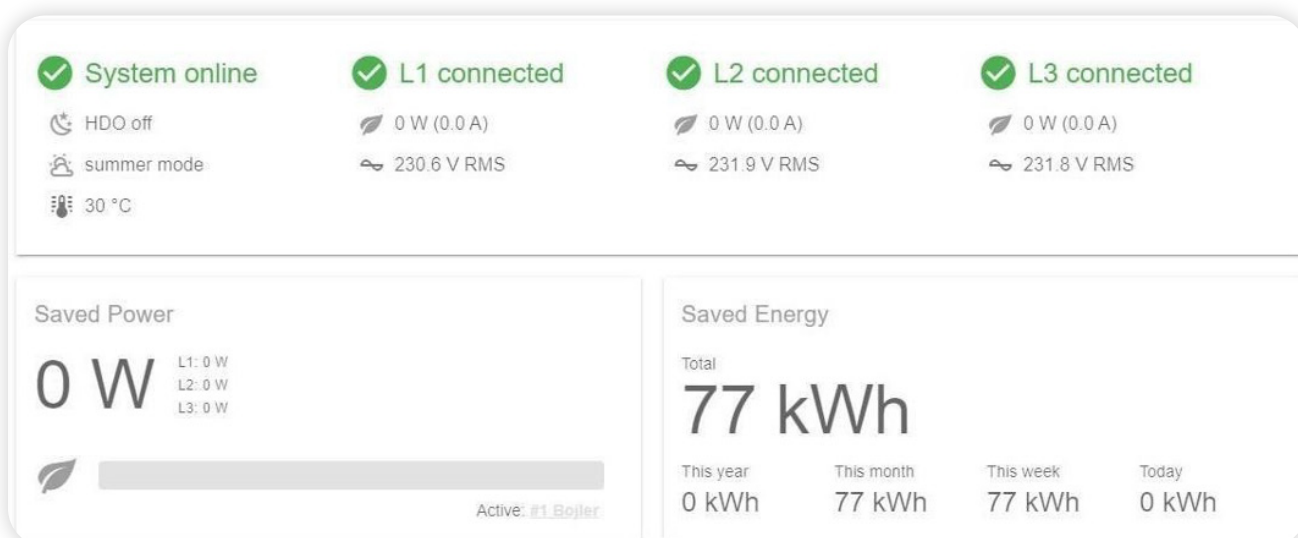 System online
HDO off
summer mode
30 °C
L1 connected
0 W (0.0 A)
230.6 V RMS
L2 connected
0 W (0.0 A)
231.9 V RMS
L3 connected
0 W (0.0 A)
231.8 V RMS
Saved Power
0 W
L1: 0 W
L2: 0 W
L3: 0 W
Active: #1 Bojler
Saved Energy
Total
77 kWh
This year
0 kWh
This month
77 kWh
This week
77 kWh
Today
0 kWh